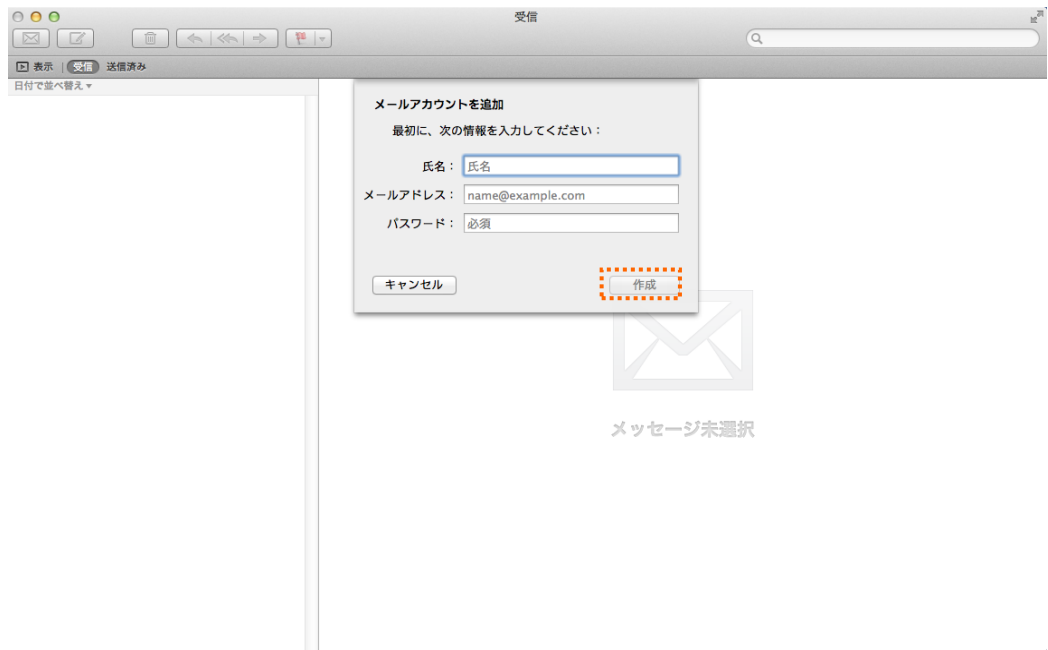 受信
表示 受信 送信済み
日付で並べ替え▼
メールアカウントを追加
最初に、次の情報を入力してください：
氏名： 氏名
メールアドレス： name@example.com
パスワード： 必須
キャンセル 作成
メッセージ未選択